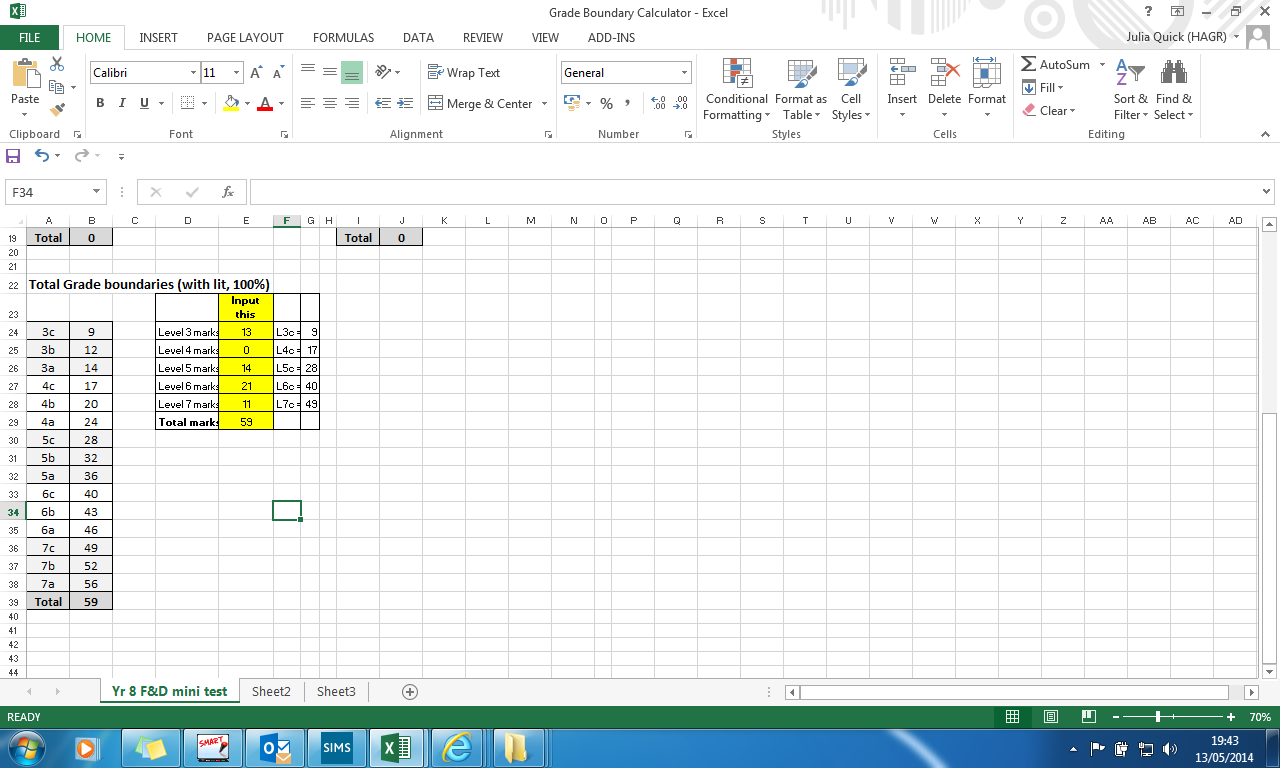 Grade Boundary Calculator - Excel
FILE HOME INSERT PAGE LAYOUT FORMULAS DATA REVIEW VIEW ADD-INS Julia Quick (HAGR)
Paste Calibri 11 Wrap Text General Conditional Formatting Format as Table Cell Styles Insert Delete Format AutoSum Fill Clear Sort & Filter Find & Select
B I U A Merge & Center % ,
Clipboard Font Alignment Number Styles Cells Editing
F34 fx
A B C D E F G H I J K L M N O P Q R S T U V W X Y Z AA AB AC AD
19 Total 0 Total 0
20
21
22 Total Grade boundaries (with lit, 100%)
23 Input this
24 3c 9 Level 3 marks 13 L3c = 9
25 3b 12 Level 4 marks 0 L4c = 17
26 3a 14 Level 5 marks 14 L5c = 28
27 4c 17 Level 6 marks 21 L6c = 40
28 4b 20 Level 7 marks 11 L7c = 49
29 4a 24 Total marks 59
30 5c 28
31 5b 32
32 5a 36
33 6c 40
34 6b 43
35 6a 46
36 7c 49
37 7b 52
38 7a 56
39 Total 59
40
41
42
43
44
Yr 8 F&D mini test Sheet2 Sheet3
READY 70%
SMART SIMS 19:43
13/05/2014